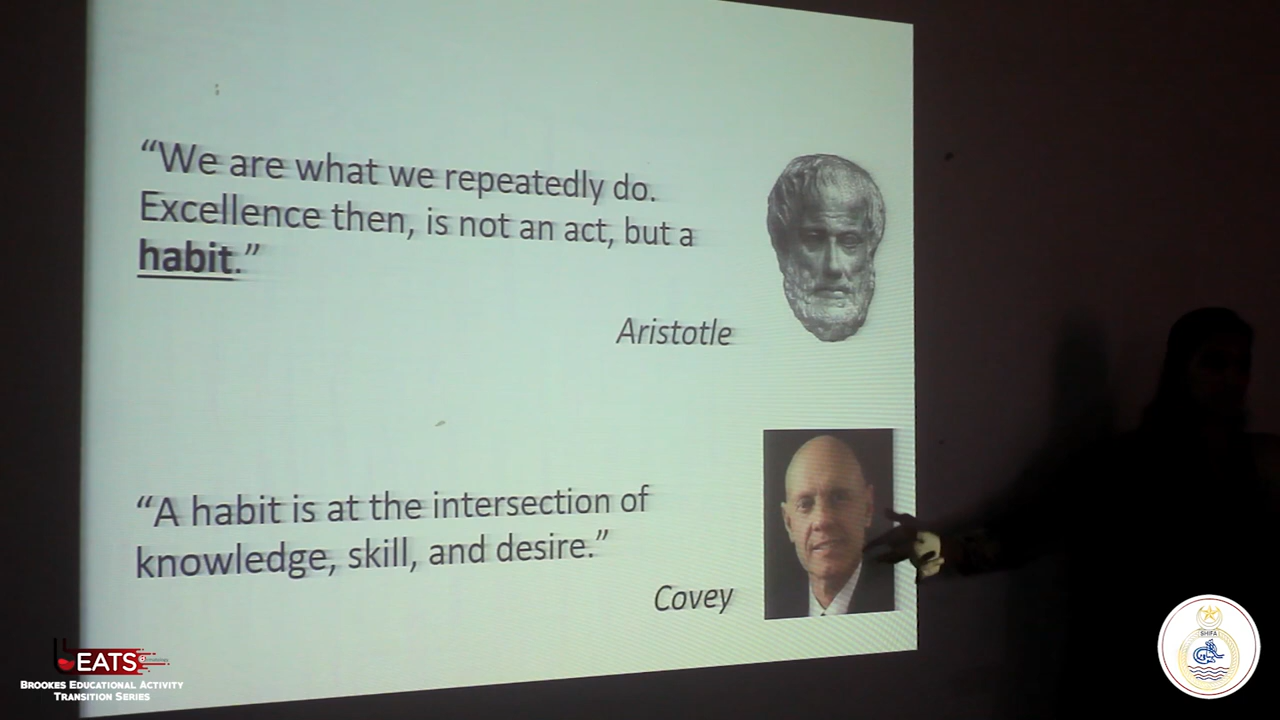 “We are what we repeatedly do.
Excellence then, is not an act, but a
habit.”
Aristotle
“A habit is at the intersection of
knowledge, skill, and desire.”
Covey
EATS
BROOKES EDUCATIONAL ACTIVITY
TRANSITION SERIES
SHIFA